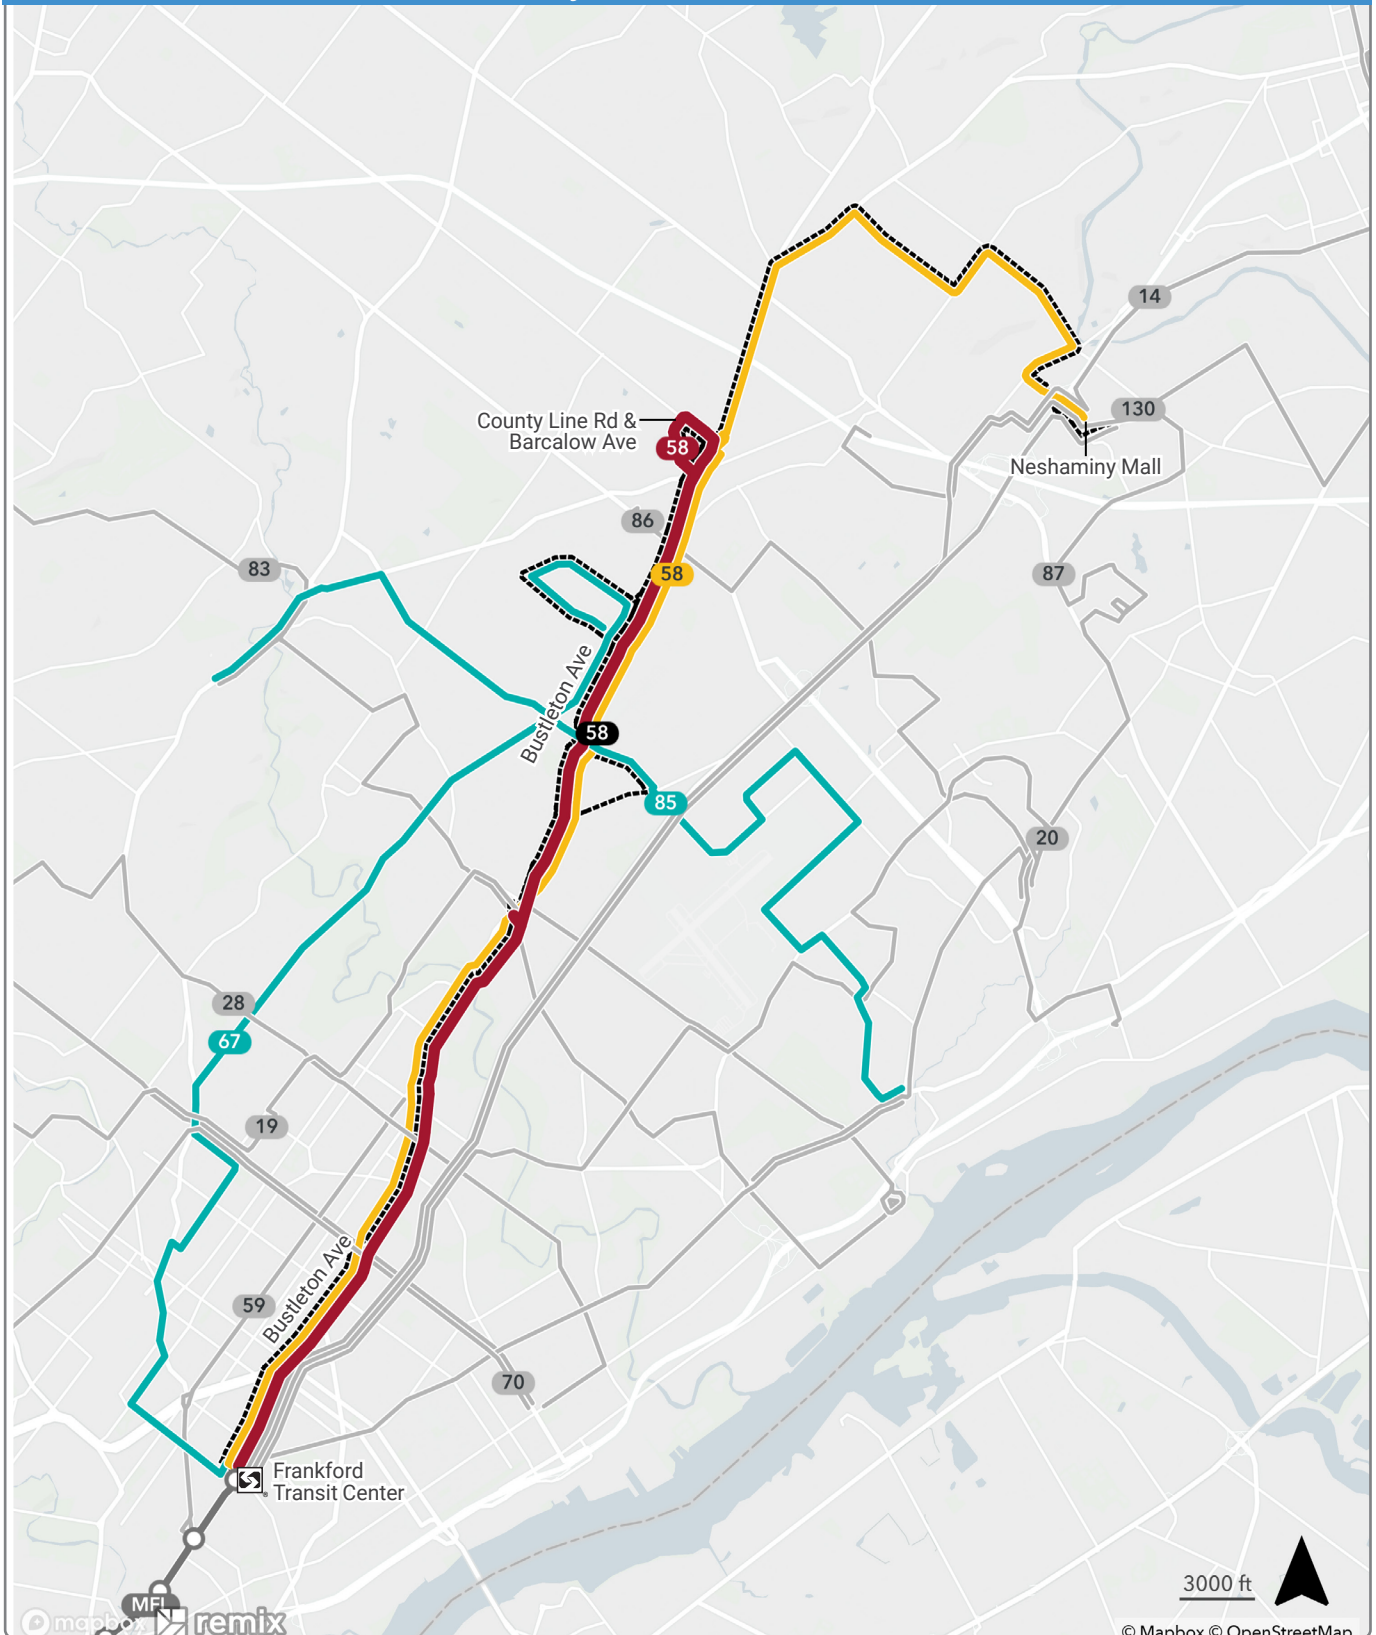 14
130
County Line Rd &
Barcalow Ave
58
Neshaminy Mall
86
83
58
87
Bustleton Ave
58
85
20
28
67
19
Bustleton Ave
59
70
Frankford
Transit Center
3000 ft
MFL
mapbox remix
© Mapbox © OpenStreetMap